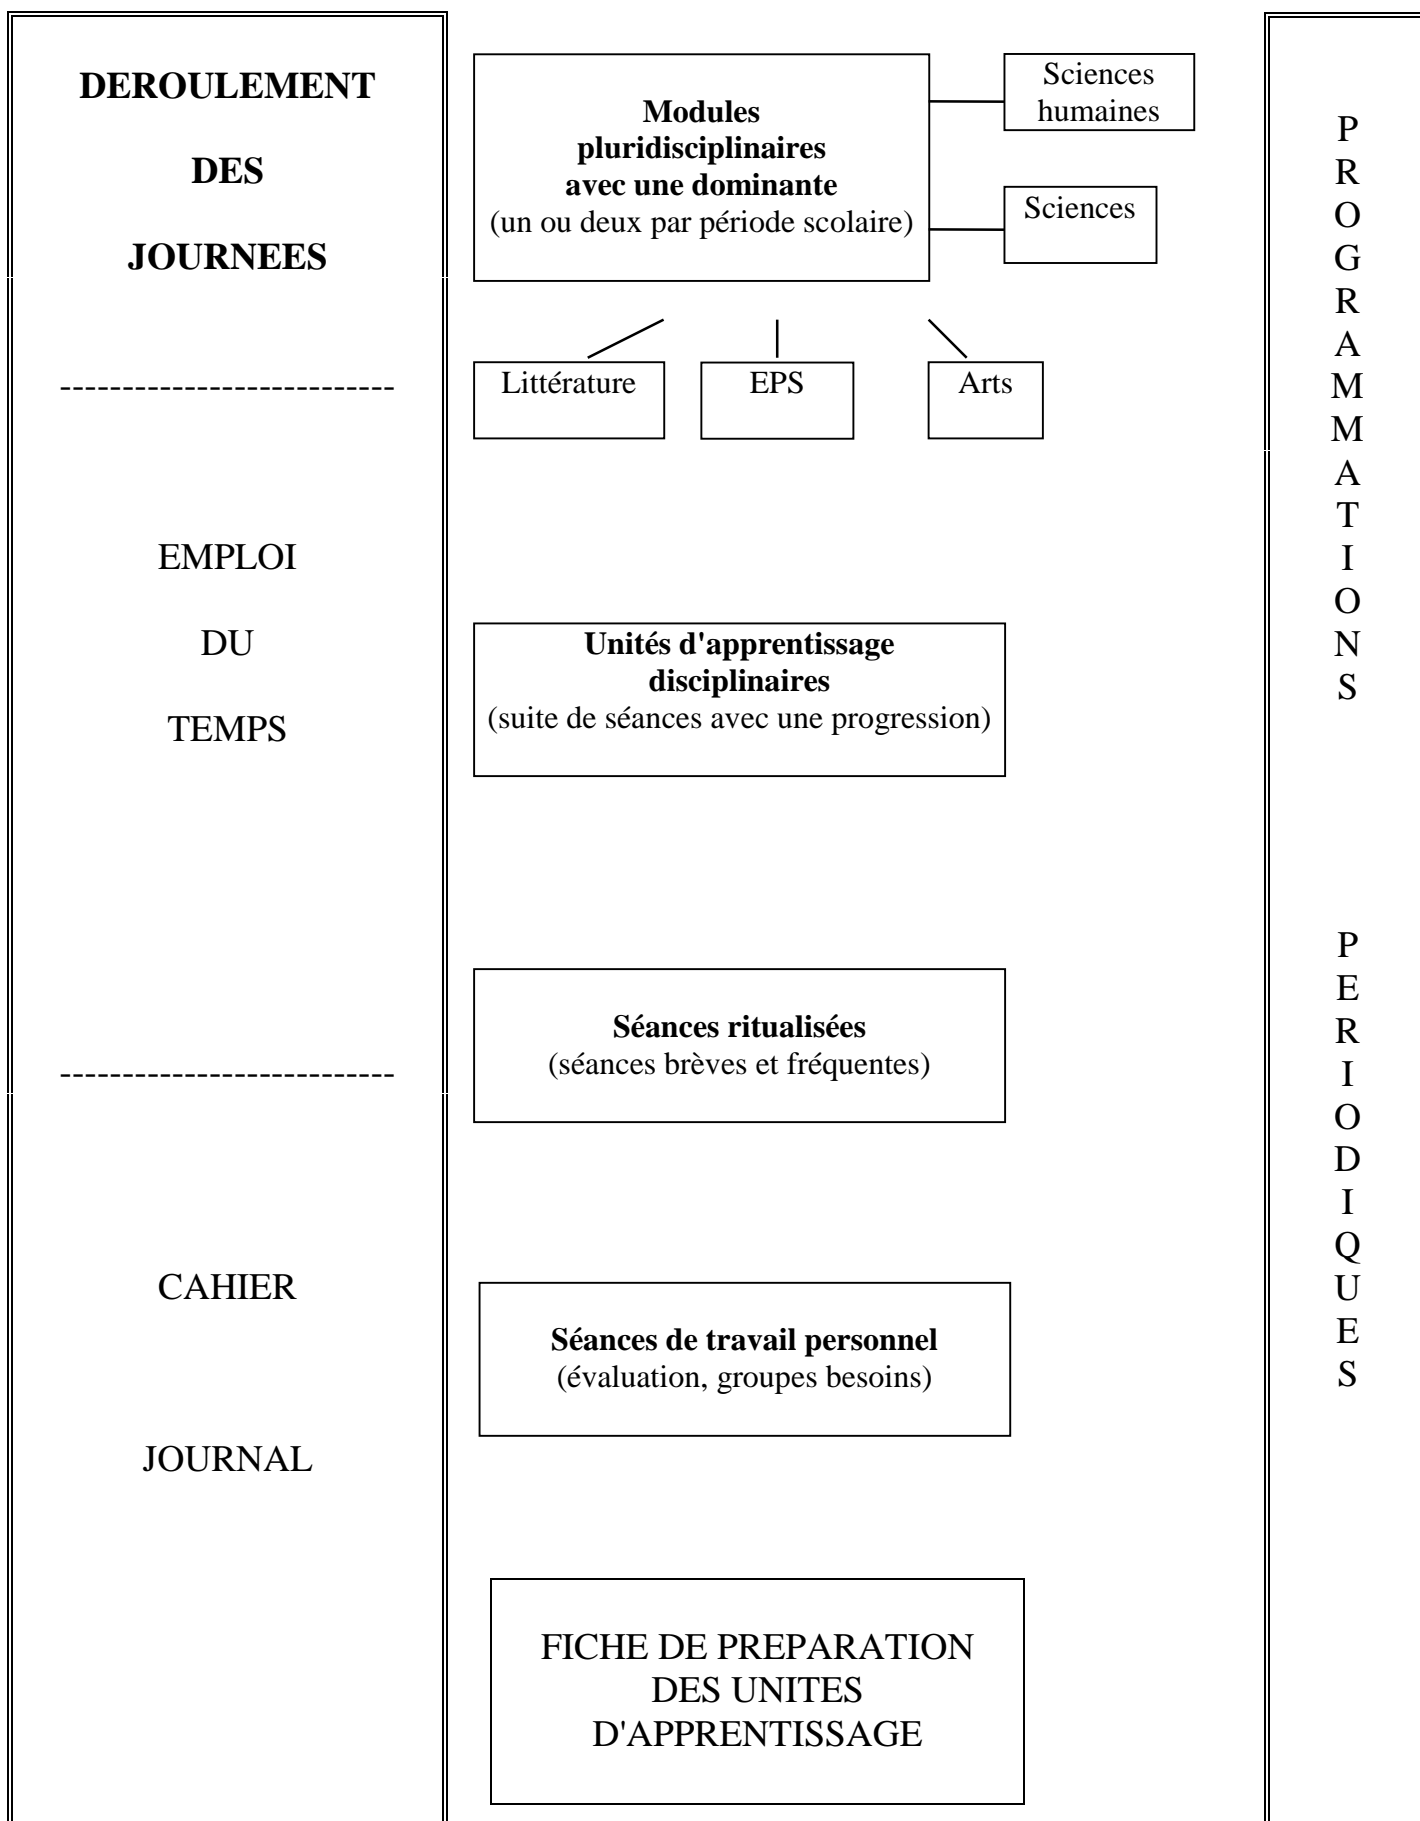 DEROULEMENT
DES
JOURNEES
---------------------------
EMPLOI
DU
TEMPS
---------------------------
CAHIER
JOURNAL
Modules
pluridisciplinaires
avec une dominante
(un ou deux par période scolaire)
Sciences
humaines
Sciences
Littérature
EPS
Arts
Unités d'apprentissage
disciplinaires
(suite de séances avec une progression)
Séances ritualisées
(séances brèves et fréquentes)
Séances de travail personnel
(évaluation, groupes besoins)
FICHE DE PREPARATION
DES UNITES
D'APPRENTISSAGE
P
R
O
G
R
A
M
M
A
T
I
O
N
S
P
E
R
I
O
D
I
Q
U
E
S